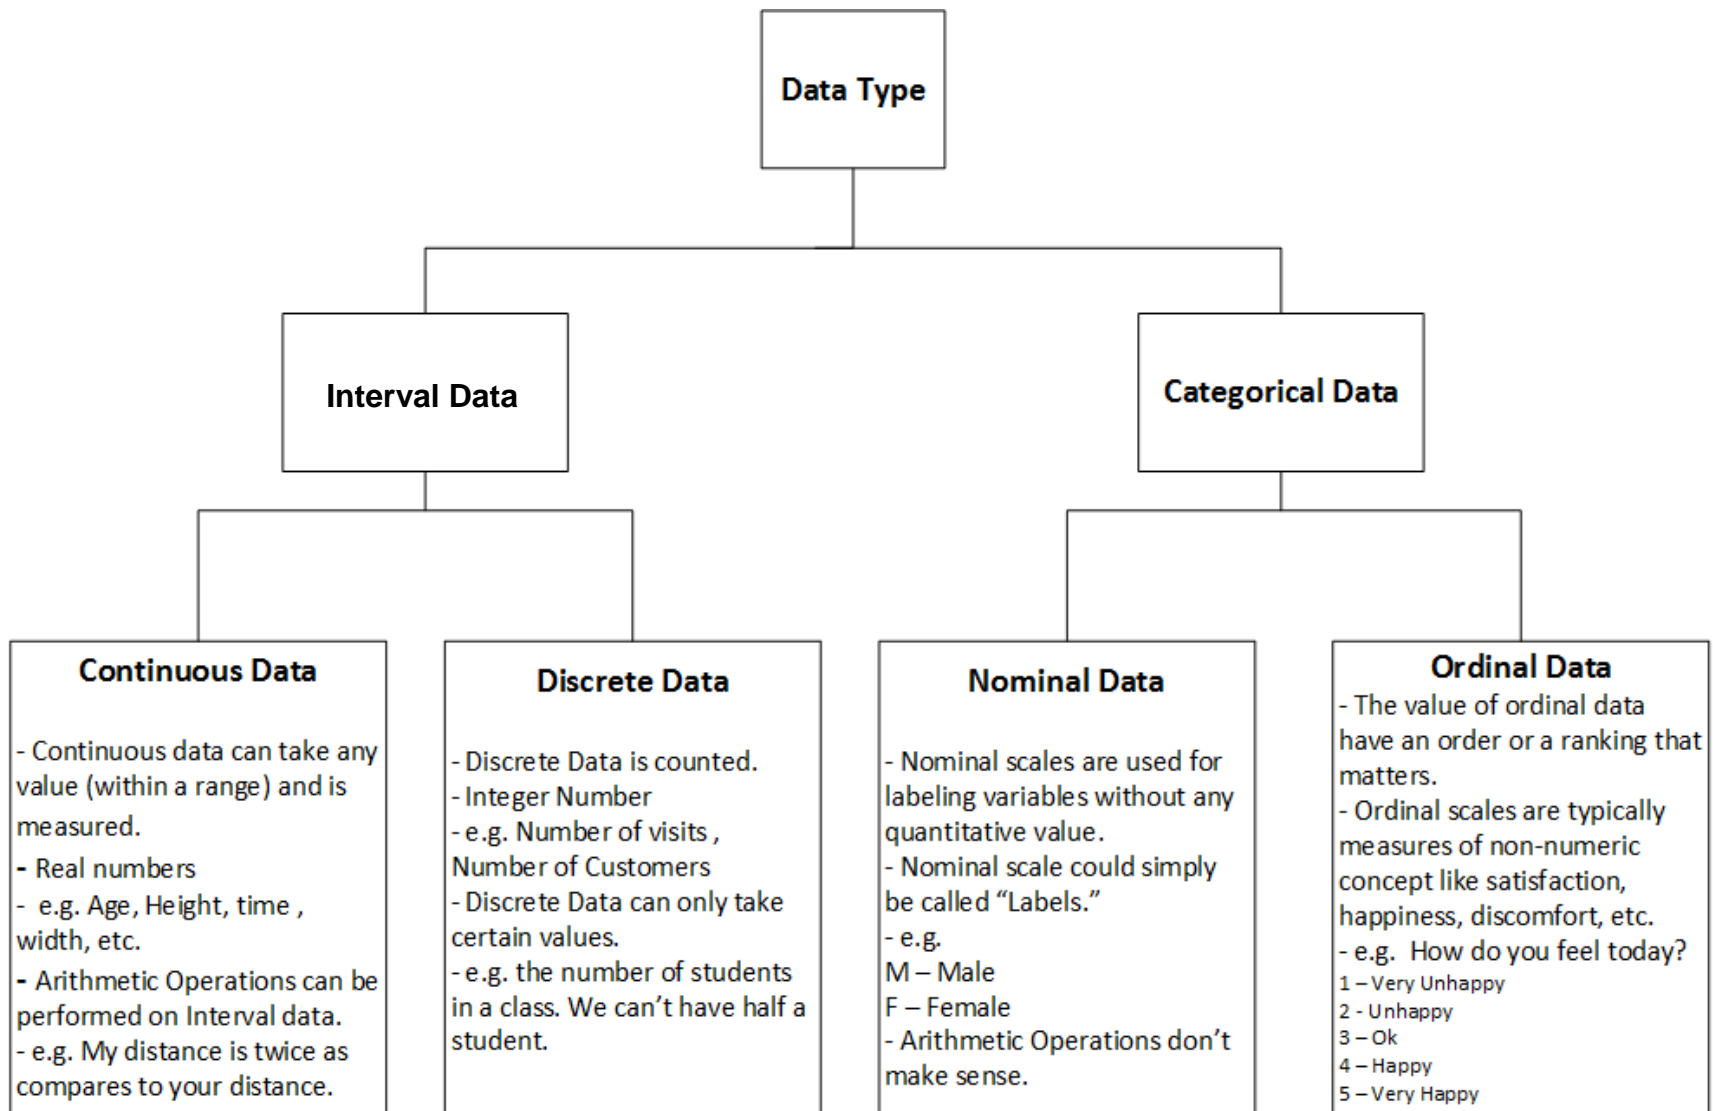 Data Type
Interval Data
Categorical Data
Continuous Data
- Continuous data can take any
value (within a range) and is
measured.
- Real numbers
- e.g. Age, Height, time ,
width, etc.
- Arithmetic Operations can be
performed on Interval data.
- e.g. My distance is twice as
compares to your distance.
Discrete Data
- Discrete Data is counted.
- Integer Number
- e.g. Number of visits ,
Number of Customers
- Discrete Data can only take
certain values.
- e.g. the number of students
in a class. We can’t have half a
student.
Nominal Data
- Nominal scales are used for
labeling variables without any
quantitative value.
- Nominal scale could simply
be called “Labels.”
- e.g.
M – Male
F – Female
- Arithmetic Operations don’t
make sense.
Ordinal Data
- The value of ordinal data
have an order or a ranking that
matters.
- Ordinal scales are typically
measures of non-numeric
concept like satisfaction,
happiness, discomfort, etc.
- e.g. How do you feel today?
1 – Very Unhappy
2 - Unhappy
3 – Ok
4 – Happy
5 – Very Happy